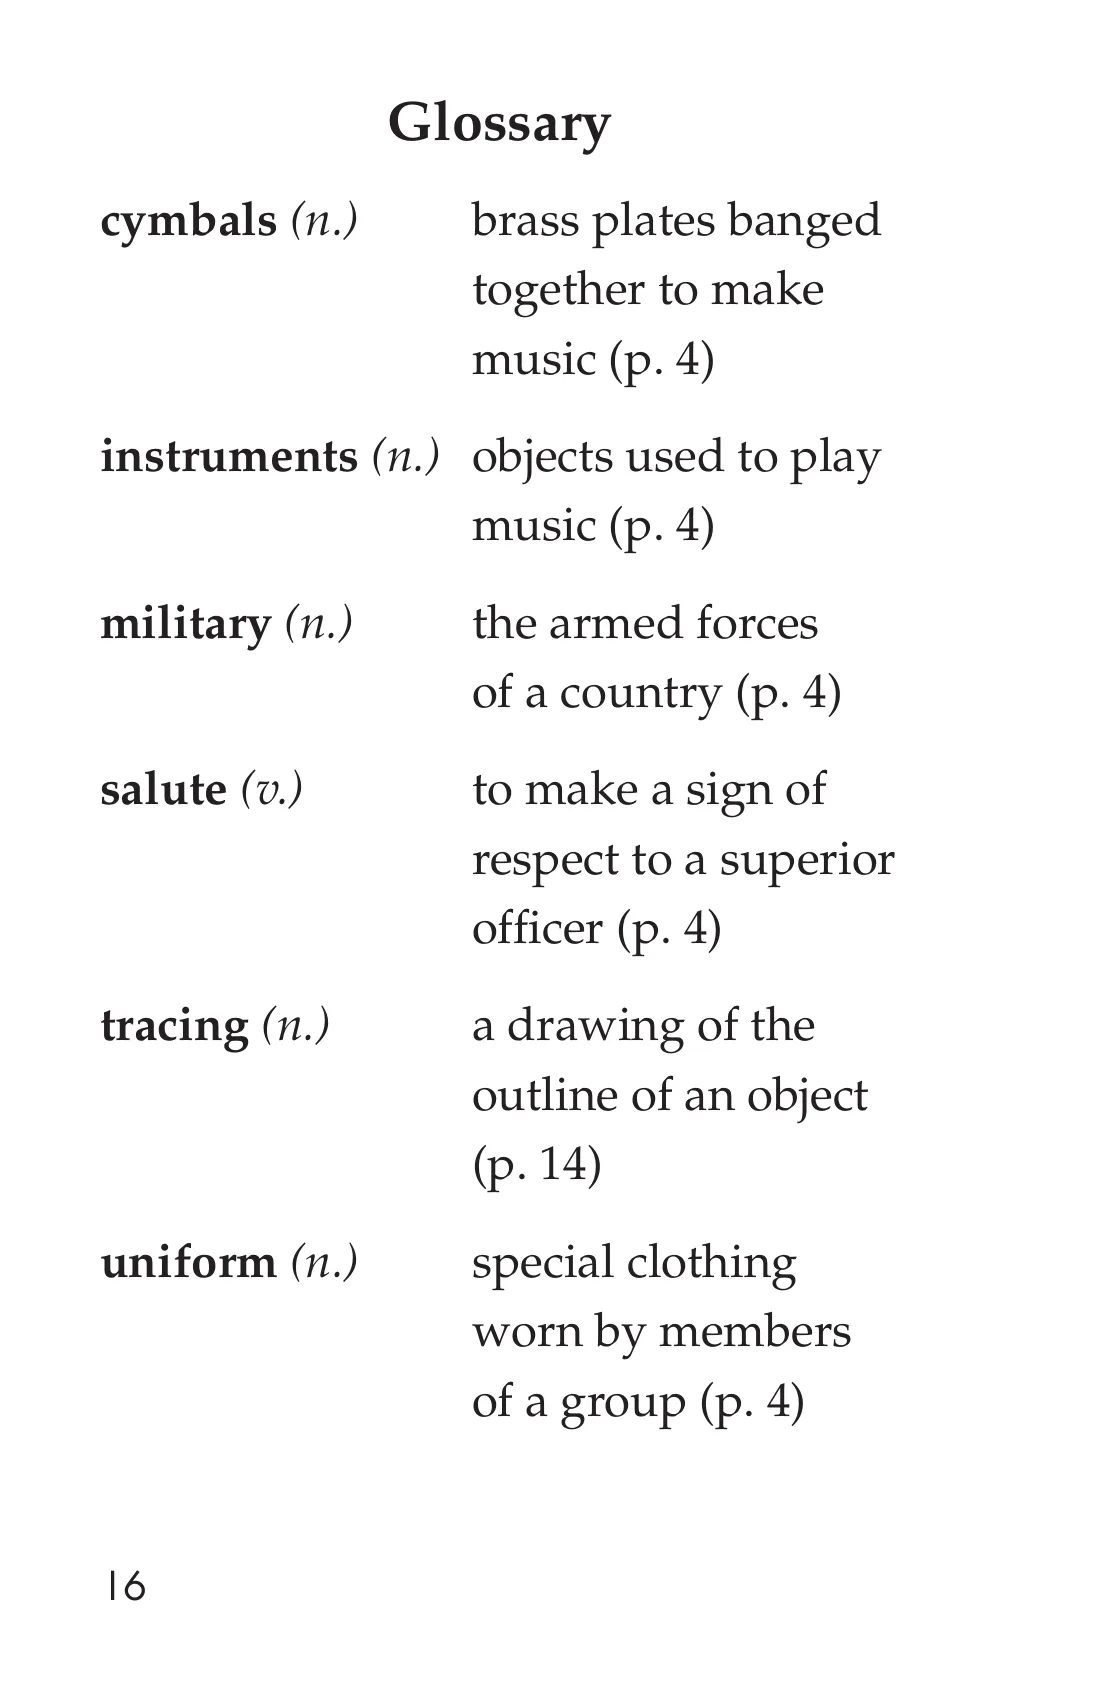 Glossary
cymbals (n.) brass plates banged
together to make
music (p. 4)
instruments (n.) objects used to play
music (p. 4)
military (n.) the armed forces
of a country (p. 4)
salute (v.) to make a sign of
respect to a superior
officer (p. 4)
tracing (n.) a drawing of the
outline of an object
(p. 14)
uniform (n.) special clothing
worn by members
of a group (p. 4)
16